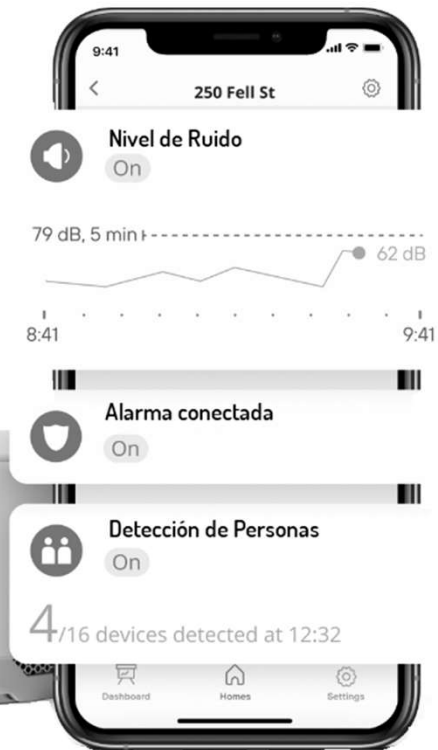 9:41
250 Fell St
Nivel de Ruido
On
79 dB, 5 min
62 dB
8:41
9:41
Alarma conectada
On
Detección de Personas
On
4/16 devices detected at 12:32
Dashboard
Homes
Settings